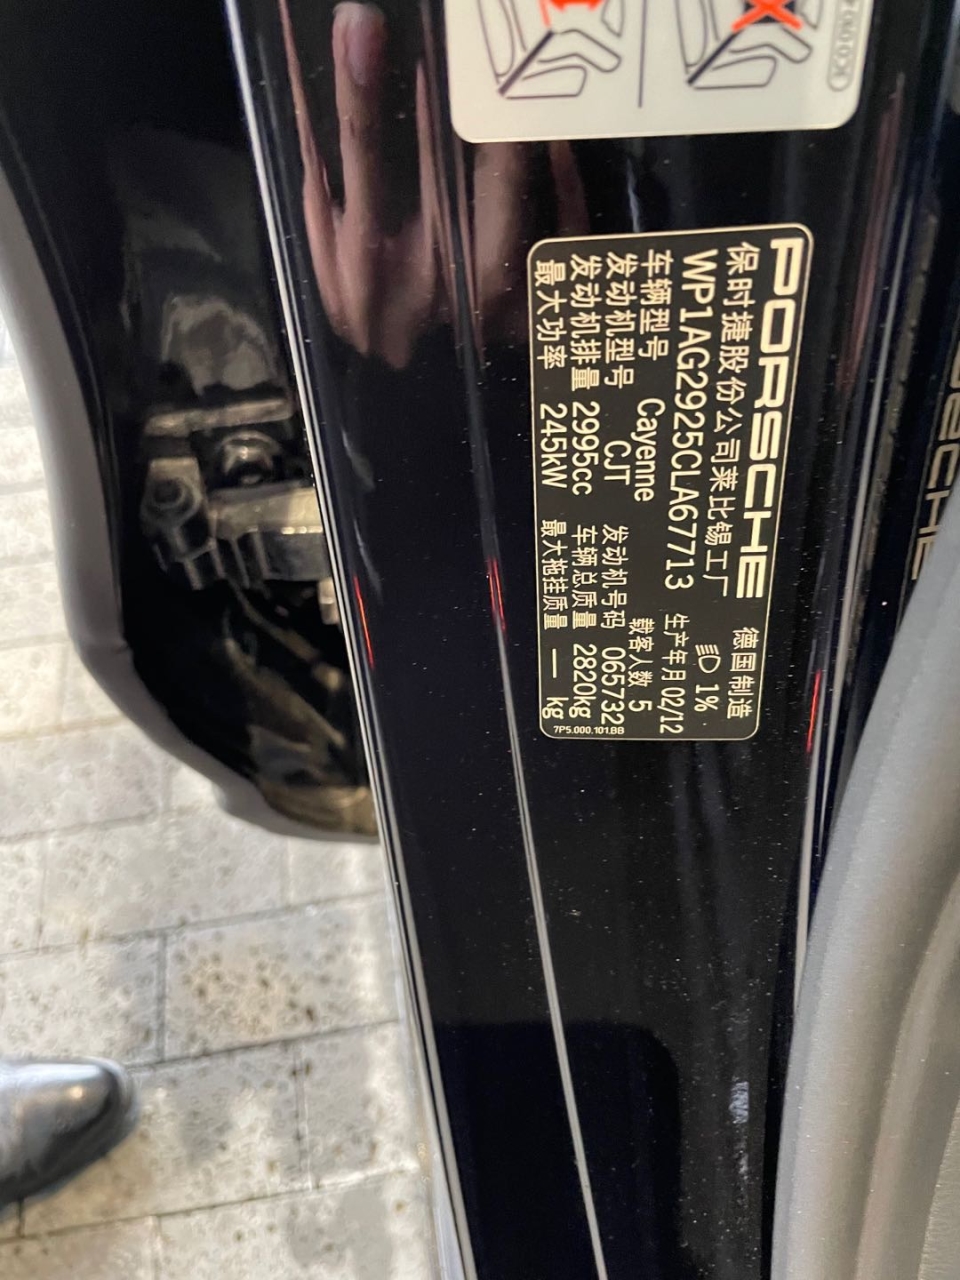 PORSCHE
保时捷股份公司莱比锡工厂 德国制造
WP1AG2925CLA67713 1%
生产年月 02/12
车辆型号 Cayenne 载客人数 5
发动机型号 CJT 发动机号码 065732
发动机排量 2995cc 车辆总质量 2820kg
最大功率 245kW 最大拖挂质量 — kg
7P5.000.101.BB